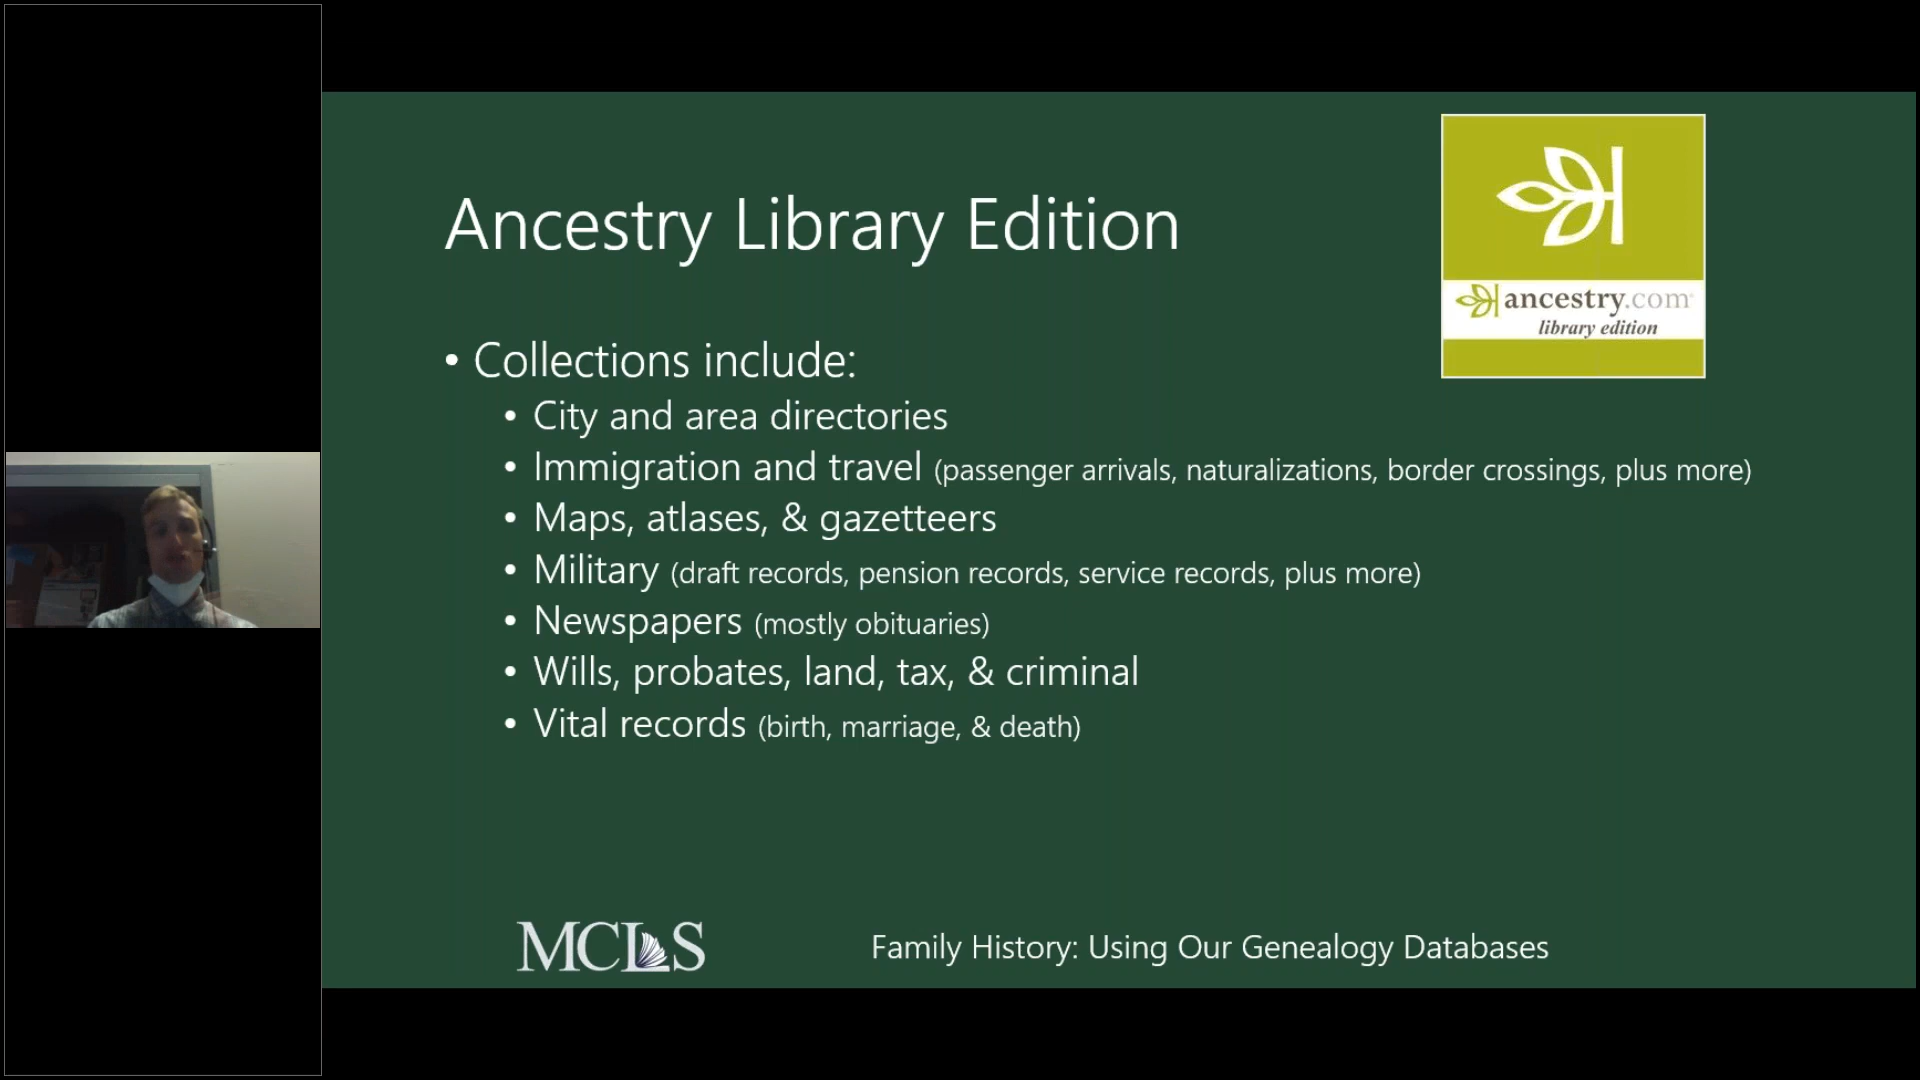 Ancestry Library Edition
ancestry.com
library edition
• Collections include:
• City and area directories
• Immigration and travel (passenger arrivals, naturalizations, border crossings, plus more)
• Maps, atlases, & gazetteers
• Military (draft records, pension records, service records, plus more)
• Newspapers (mostly obituaries)
• Wills, probates, land, tax, & criminal
• Vital records (birth, marriage, & death)
MCLS
Family History: Using Our Genealogy Databases